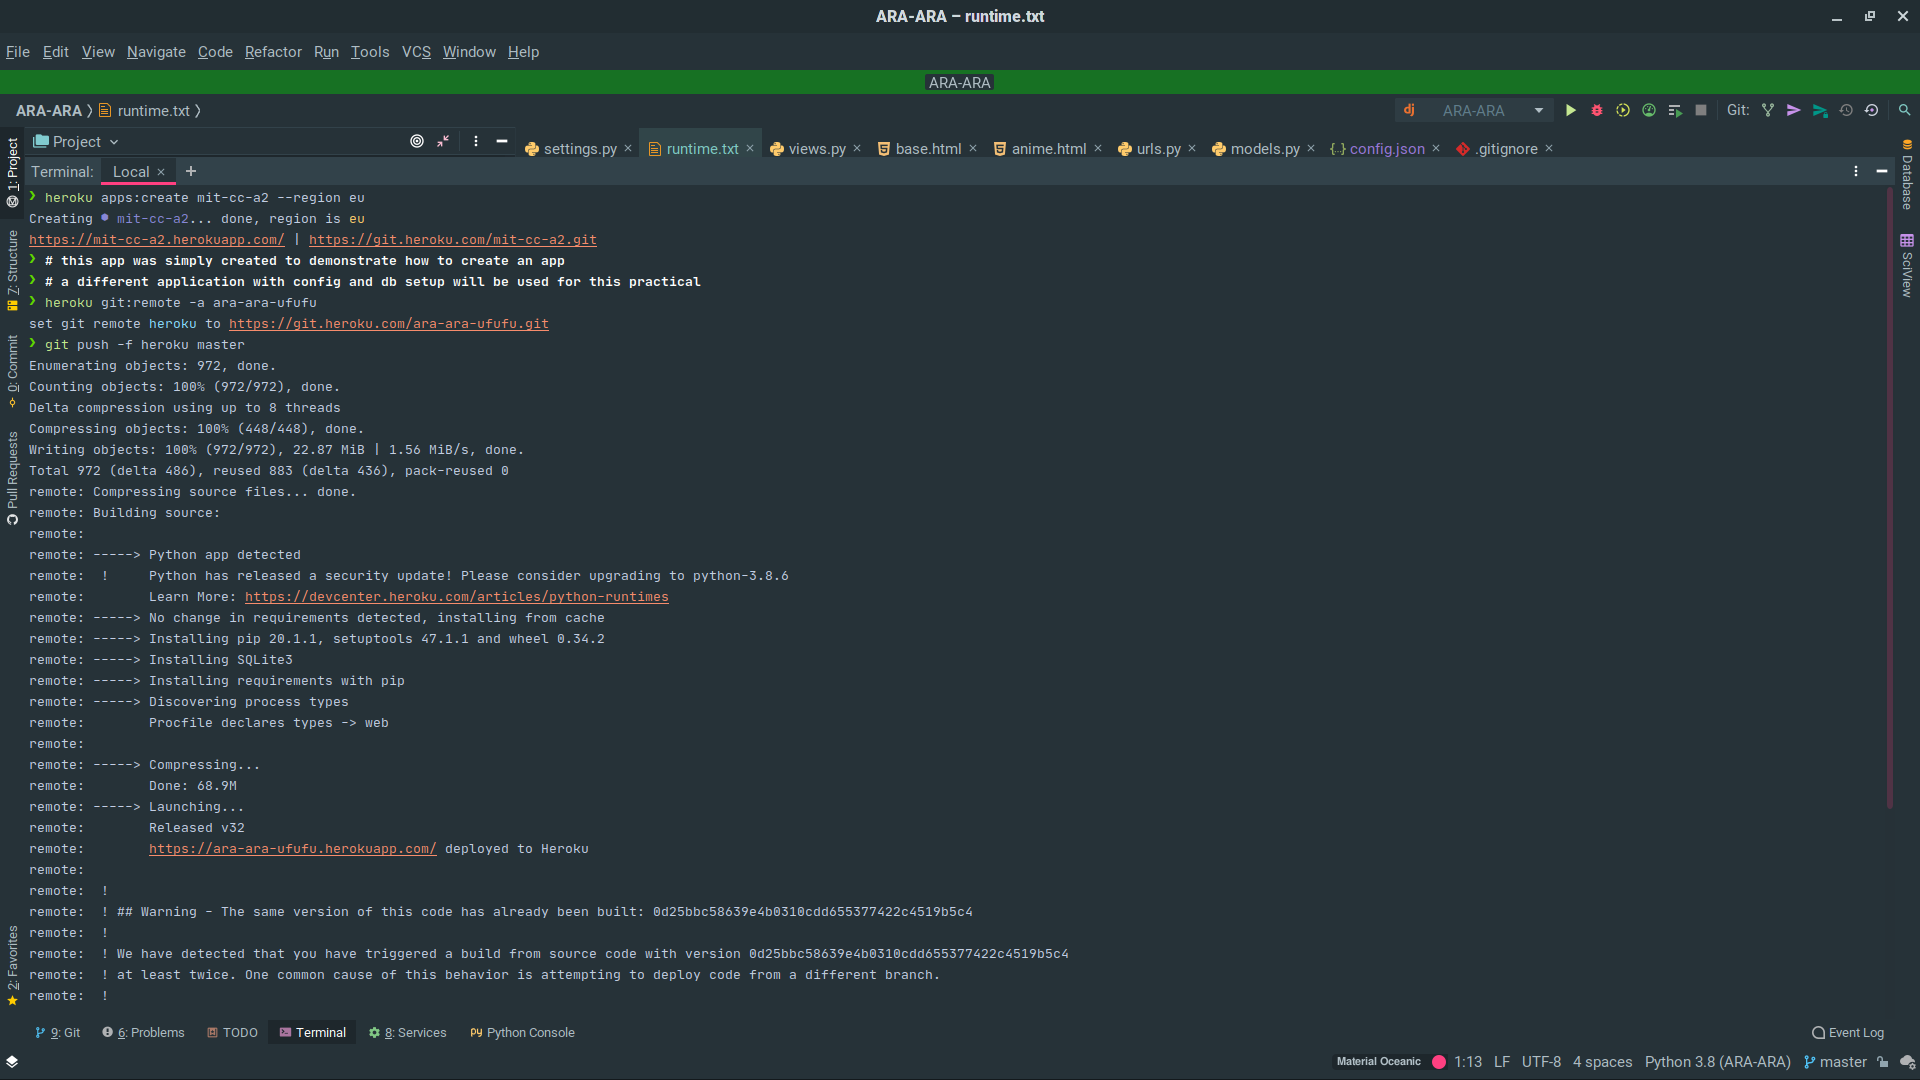 ARA-ARA – runtime.txt
File Edit View Navigate Code Refactor Run Tools VCS Window Help
ARA-ARA
ARA-ARA runtime.txt
dj ARA-ARA Git:
Project
settings.py runtime.txt views.py base.html anime.html urls.py models.py config.json .gitignore
Terminal: Local +
❯ heroku apps:create mit-cc-a2 --region eu
Creating ⬢ mit-cc-a2... done, region is eu
https://mit-cc-a2.herokuapp.com/ | https://git.heroku.com/mit-cc-a2.git
❯ # this app was simply created to demonstrate how to create an app
❯ # a different application with config and db setup will be used for this practical
❯ heroku git:remote -a ara-ara-ufufu
set git remote heroku to https://git.heroku.com/ara-ara-ufufu.git
❯ git push -f heroku master
Enumerating objects: 972, done.
Counting objects: 100% (972/972), done.
Delta compression using up to 8 threads
Compressing objects: 100% (448/448), done.
Writing objects: 100% (972/972), 22.87 MiB | 1.56 MiB/s, done.
Total 972 (delta 486), reused 883 (delta 436), pack-reused 0
remote: Compressing source files... done.
remote: Building source:
remote:
remote: -----> Python app detected
remote:  !     Python has released a security update! Please consider upgrading to python-3.8.6
remote:        Learn More: https://devcenter.heroku.com/articles/python-runtimes
remote: -----> No change in requirements detected, installing from cache
remote: -----> Installing pip 20.1.1, setuptools 47.1.1 and wheel 0.34.2
remote: -----> Installing SQLite3
remote: -----> Installing requirements with pip
remote: -----> Discovering process types
remote:        Procfile declares types -> web
remote:
remote: -----> Compressing...
remote:        Done: 68.9M
remote: -----> Launching...
remote:        Released v32
remote:        https://ara-ara-ufufu.herokuapp.com/ deployed to Heroku
remote:
remote:  !
remote:  ! ## Warning - The same version of this code has already been built: 0d25bbc58639e4b0310cdd655377422c4519b5c4
remote:  !
remote:  ! We have detected that you have triggered a build from source code with version 0d25bbc58639e4b0310cdd655377422c4519b5c4
remote:  ! at least twice. One common cause of this behavior is attempting to deploy code from a different branch.
remote:  !
1: Project
7: Structure
0: Commit
Pull Requests
2: Favorites
Database
SciView
9: Git 6: Problems TODO Terminal 8: Services Python Console Event Log
Material Oceanic 1:13 LF UTF-8 4 spaces Python 3.8 (ARA-ARA) master